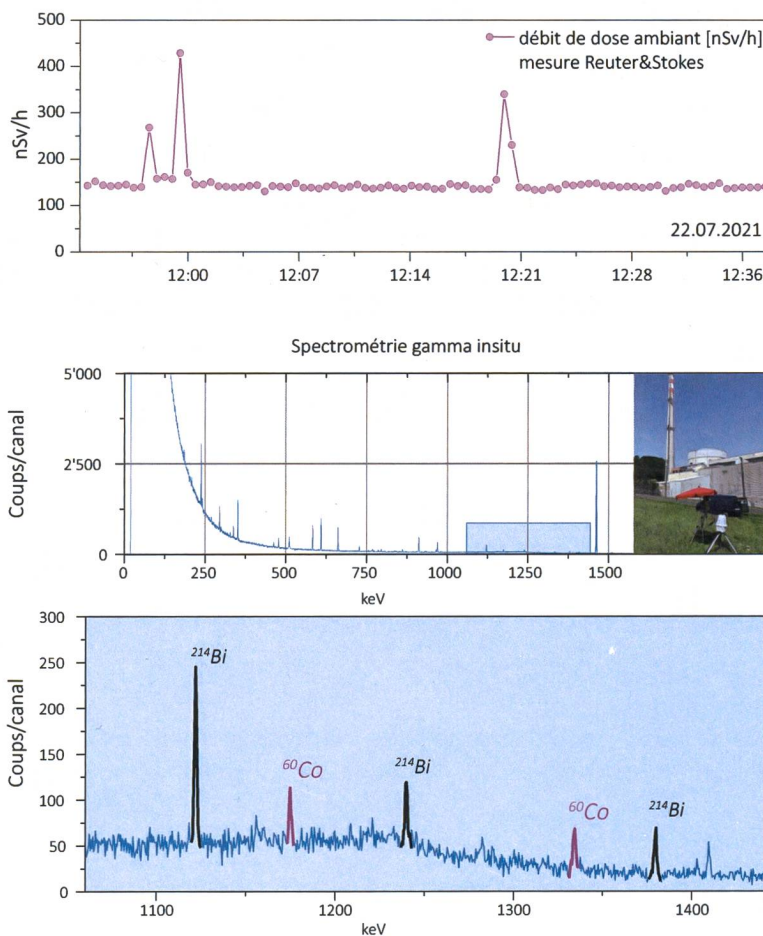 500
400
300
200
100
0
nSv/h
débit de dose ambiant [nSv/h]
mesure Reuter&Stokes
22.07.2021
12:00 12:07 12:14 12:21 12:28 12:36
Spectrométrie gamma insitu
5'000
2'500
0
Coups/canal
0 250 500 750 1000 1250 1500
keV
300
250
200
150
100
50
0
Coups/canal
214Bi
60Co
214Bi
60Co
214Bi
1100 1200 1300 1400
keV